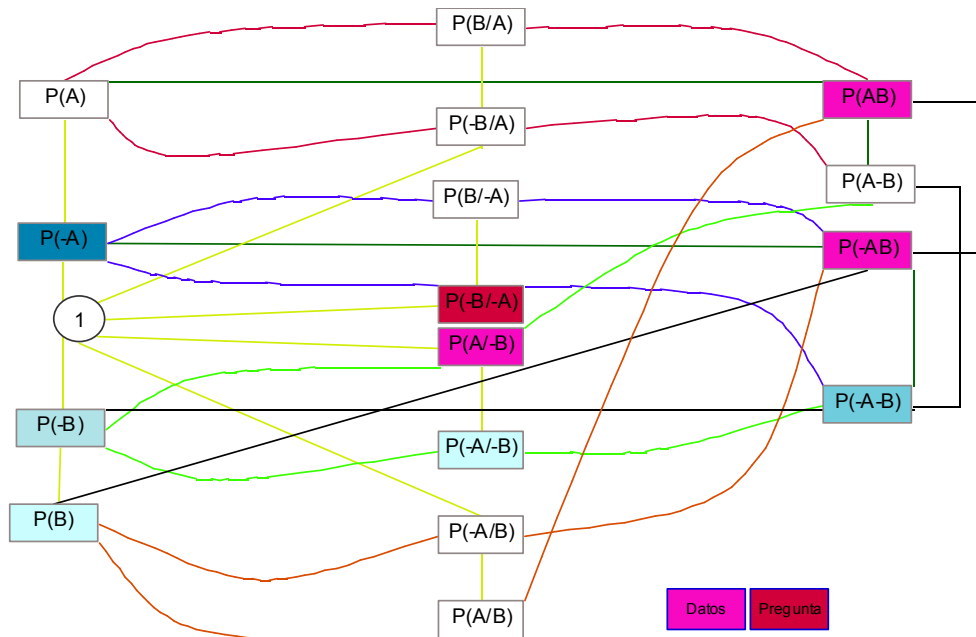 P(B/A)
P(A)
P(AB)
P(-B/A)
P(A-B)
P(B/-A)
P(-A)
P(-AB)
P(-B/-A)
1
P(A/-B)
P(-A-B)
P(-B)
P(-A/-B)
P(B)
P(-A/B)
P(A/B)
Datos
Pregunta